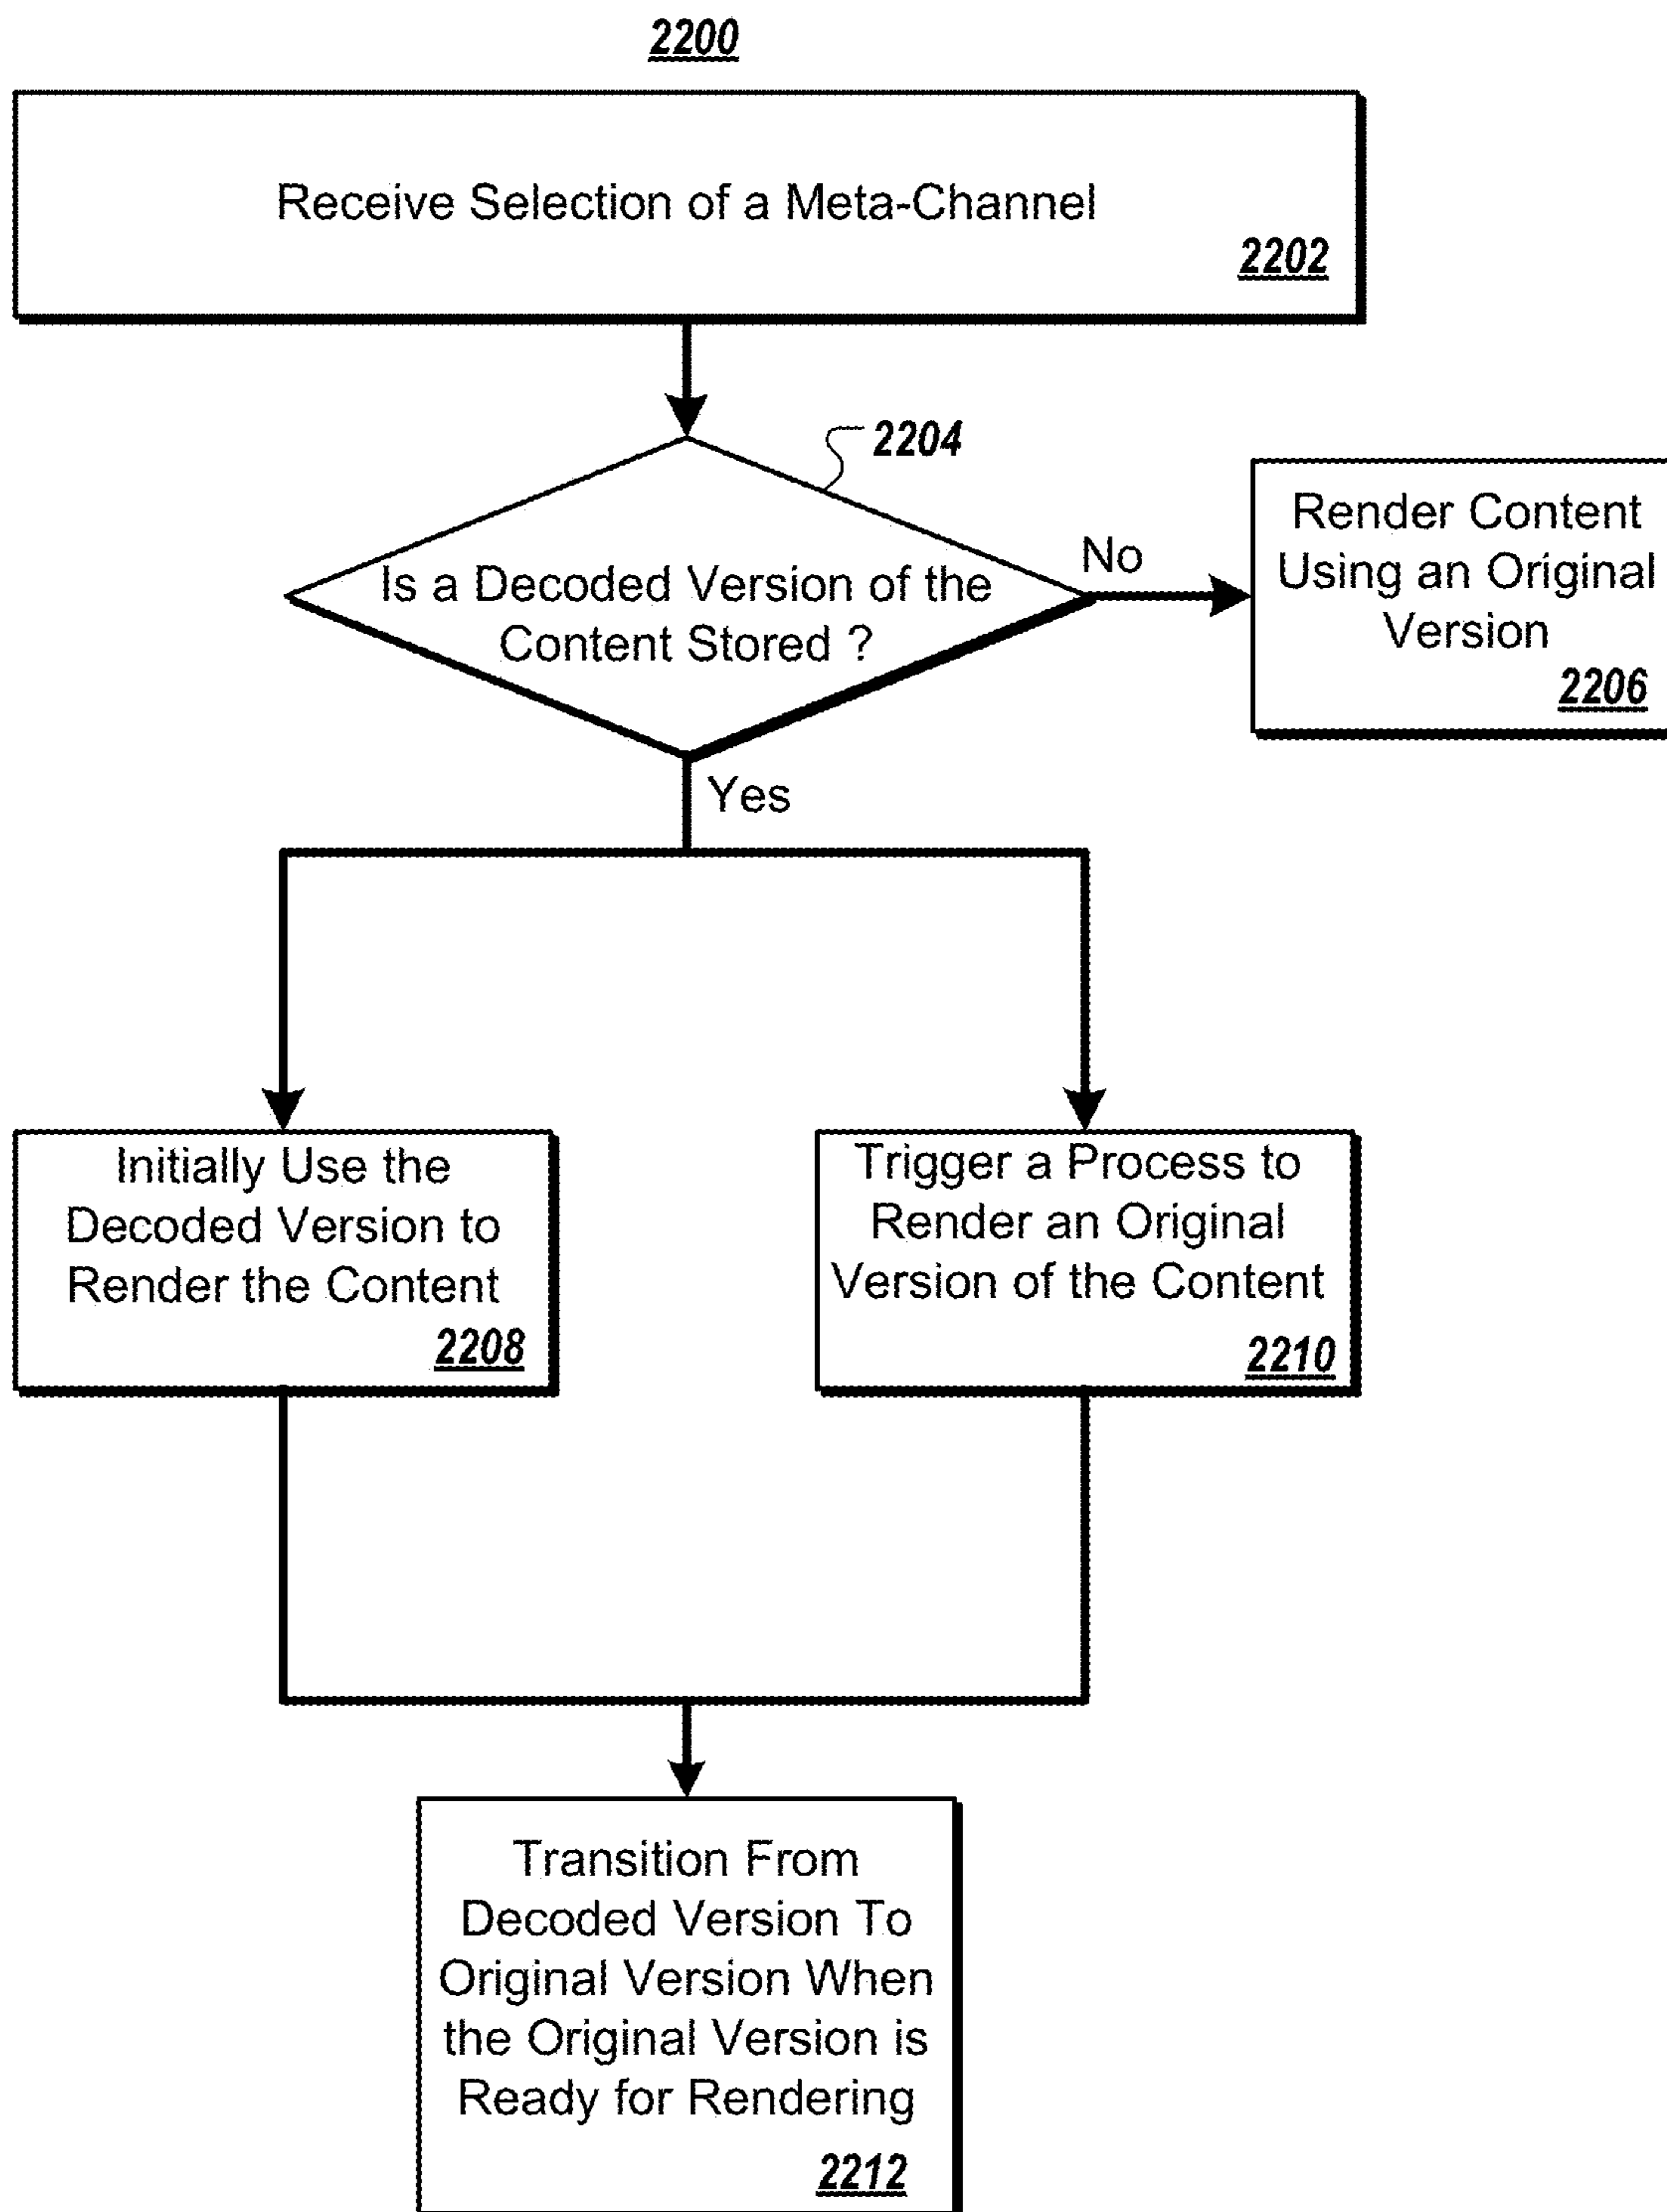 2200
Receive Selection of a Meta-Channel
2202
2204
Is a Decoded Version of the
Content Stored ?
No
Render Content
Using an Original
Version
2206
Yes
Initially Use the
Decoded Version to
Render the Content
2208
Trigger a Process to
Render an Original
Version of the Content
2210
Transition From
Decoded Version To
Original Version When
the Original Version is
Ready for Rendering
2212